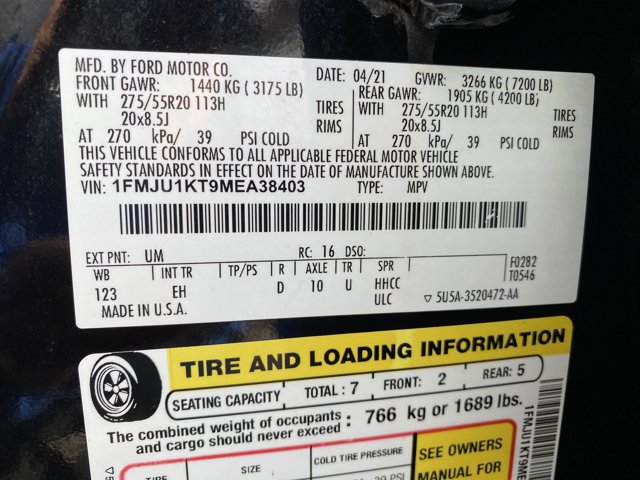 MFD. BY FORD MOTOR CO. DATE: 04/21 GVWR: 3266 KG ( 7200 LB)
FRONT GAWR: 1440 KG ( 3175 LB) REAR GAWR: 1905 KG ( 4200 LB)
WITH 275/55R20 113H TIRES WITH 275/55R20 113H TIRES
20x8.5J RIMS 20x8.5J RIMS
AT 270 kPa/ 39 PSI COLD AT 270 kPa/ 39 PSI COLD
THIS VEHICLE CONFORMS TO ALL APPLICABLE FEDERAL MOTOR VEHICLE
SAFETY STANDARDS IN EFFECT ON THE DATE OF MANUFACTURE SHOWN ABOVE.
VIN: 1FMJU1KT9MEA38403 TYPE: MPV
EXT PNT: UM RC: 16 DSO: F0282
WB INT TR TP/PS R AXLE TR SPR T0546
123 EH D 10 U HHCC
ULC ▽ 5U5A-3520472-AA
MADE IN U.S.A.
TIRE AND LOADING INFORMATION
SEATING CAPACITY TOTAL : 7 FRONT: 2 REAR: 5
The combined weight of occupants
and cargo should never exceed : 766 kg or 1689 lbs.
TIRE SIZE COLD TIRE PRESSURE
SEE OWNERS
MANUAL FOR
1FMJU1KT9ME